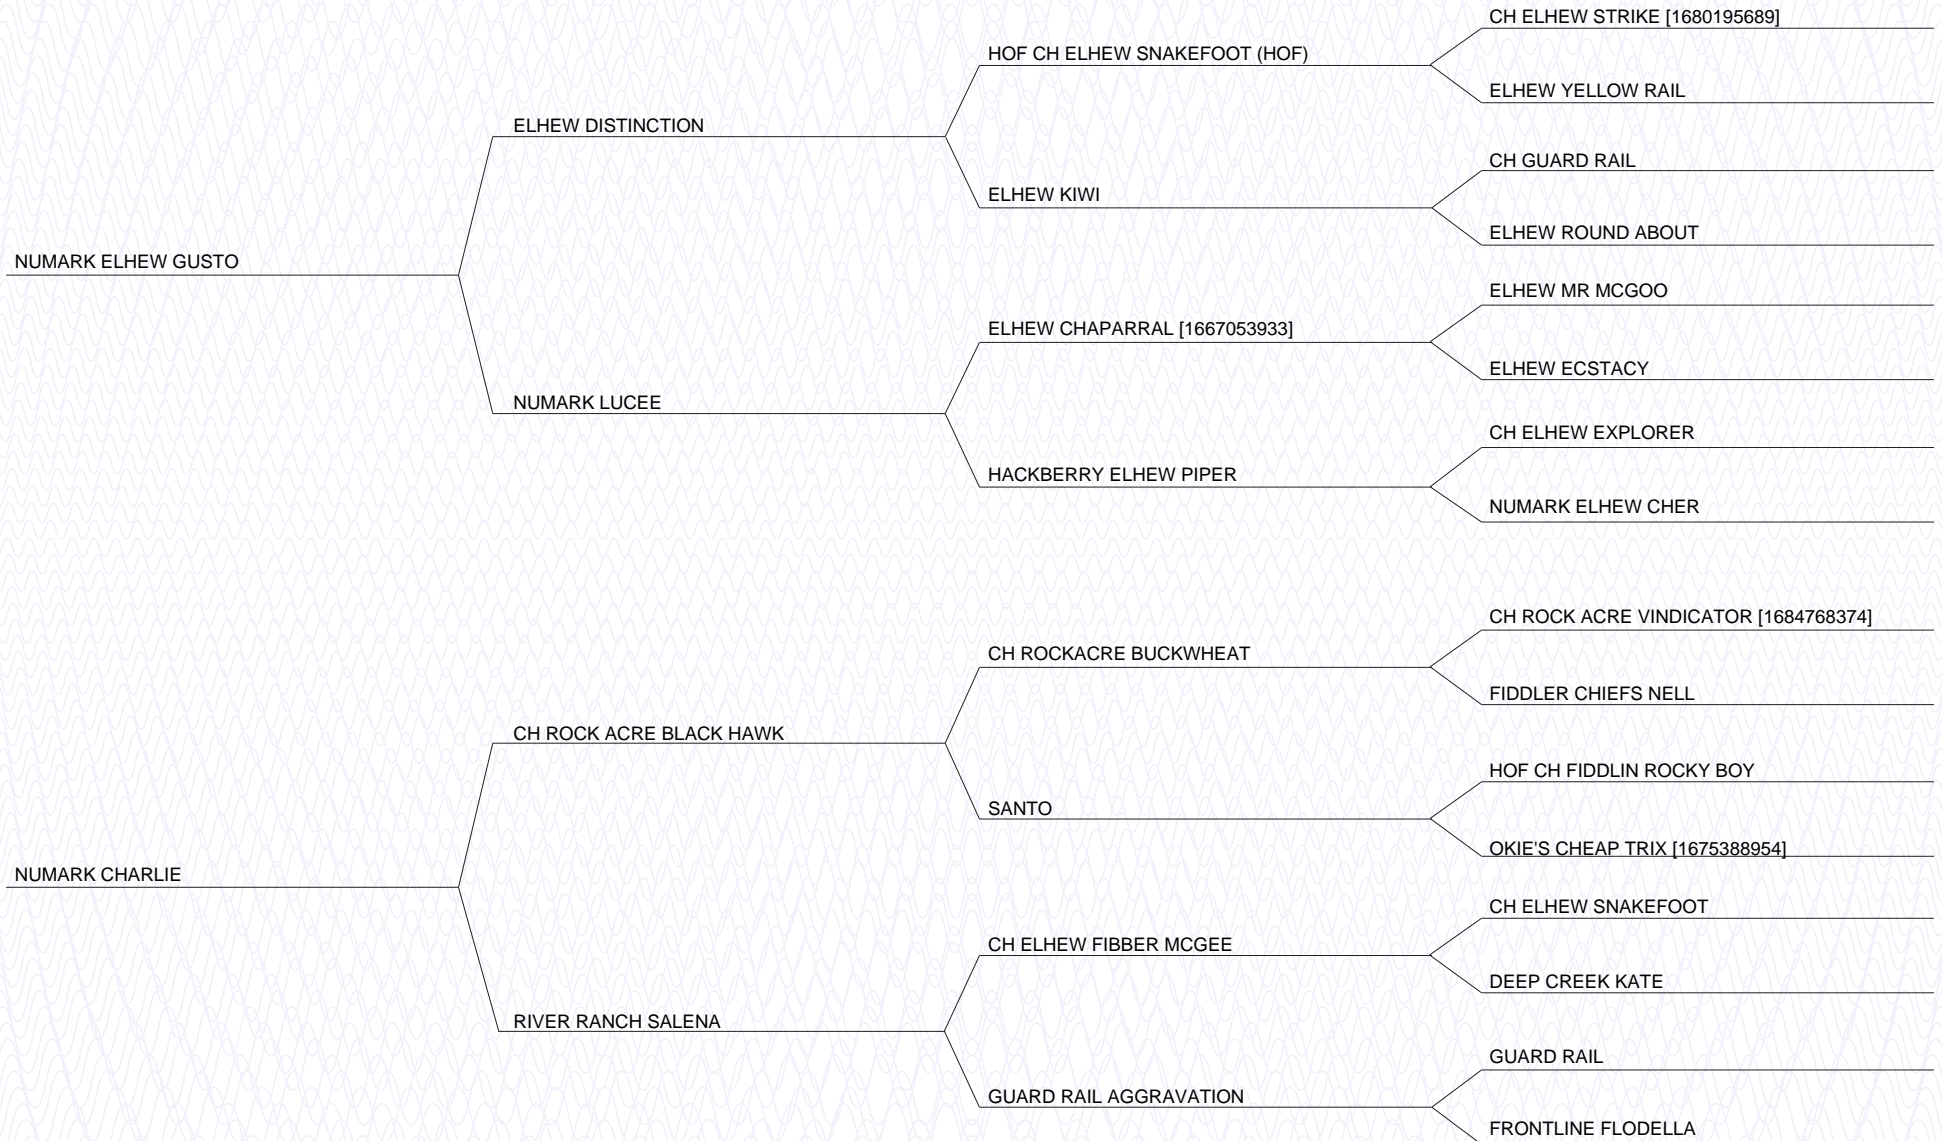 CH ELHEW STRIKE [1680195689]
HOF CH ELHEW SNAKEFOOT (HOF)
ELHEW YELLOW RAIL
ELHEW DISTINCTION
CH GUARD RAIL
ELHEW KIWI
ELHEW ROUND ABOUT
NUMARK ELHEW GUSTO
ELHEW MR MCGOO
ELHEW CHAPARRAL [1667053933]
ELHEW ECSTACY
NUMARK LUCEE
CH ELHEW EXPLORER
HACKBERRY ELHEW PIPER
NUMARK ELHEW CHER
CH ROCK ACRE VINDICATOR [1684768374]
CH ROCKACRE BUCKWHEAT
FIDDLER CHIEFS NELL
CH ROCK ACRE BLACK HAWK
HOF CH FIDDLIN ROCKY BOY
SANTO
OKIE'S CHEAP TRIX [1675388954]
NUMARK CHARLIE
CH ELHEW SNAKEFOOT
CH ELHEW FIBBER MCGEE
DEEP CREEK KATE
RIVER RANCH SALENA
GUARD RAIL
GUARD RAIL AGGRAVATION
FRONTLINE FLODELLA